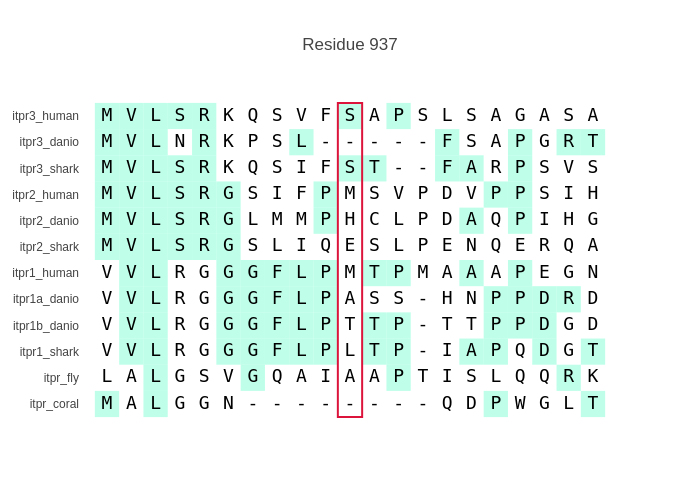 Residue 937
itpr3_human M V L S R K Q S V F S A P S L S A G A S A
itpr3_danio M V L N R K P S L - - - - - F S A P G R T
itpr3_shark M V L S R K Q S I F S T - - F A R P S V S
itpr2_human M V L S R G S I F P M S V P D V P P S I H
itpr2_danio M V L S R G L M M P H C L P D A Q P I H G
itpr2_shark M V L S R G S L I Q E S L P E N Q E R Q A
itpr1_human V V L R G G G F L P M T P M A A A P E G N
itpr1a_danio V V L R G G G F L P A S S - H N P P D R D
itpr1b_danio V V L R G G G F L P T T P - T T P P D G D
itpr1_shark V V L R G G G F L P L T P - I A P Q D G T
itpr_fly L A L G S V G Q A I A A P T I S L Q Q R K
itpr_coral M A L G G N - - - - - - - - Q D P W G L T